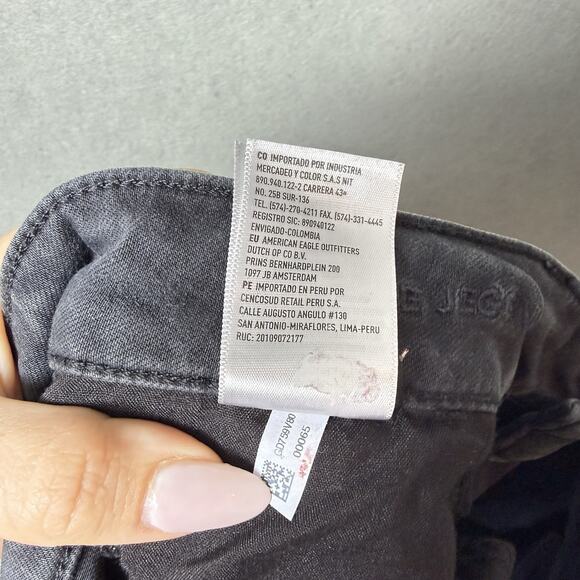 CO IMPORTADO POR INDUSTRIA
MERCADEO Y COLOR S.A.S NIT
890.940.122-2 CARRERA 43ª
NO. 25B SUR-136
TEL. (574)-270-4211 FAX. (574)-331-4445
REGISTRO SIC: 890940122
ENVIGADO-COLOMBIA
EU AMERICAN EAGLE OUTFITTERS
DUTCH OP CO B.V.
PRINS BERNHARDPLEIN 200
1097 JB AMSTERDAM
PE IMPORTADO EN PERU POR
CENCOSUD RETAIL PERU S.A.
CALLE AUGUSTO ANGULO #130
SAN ANTONIO-MIRAFLORES, LIMA-PERU
RUC: 20109072177
00065